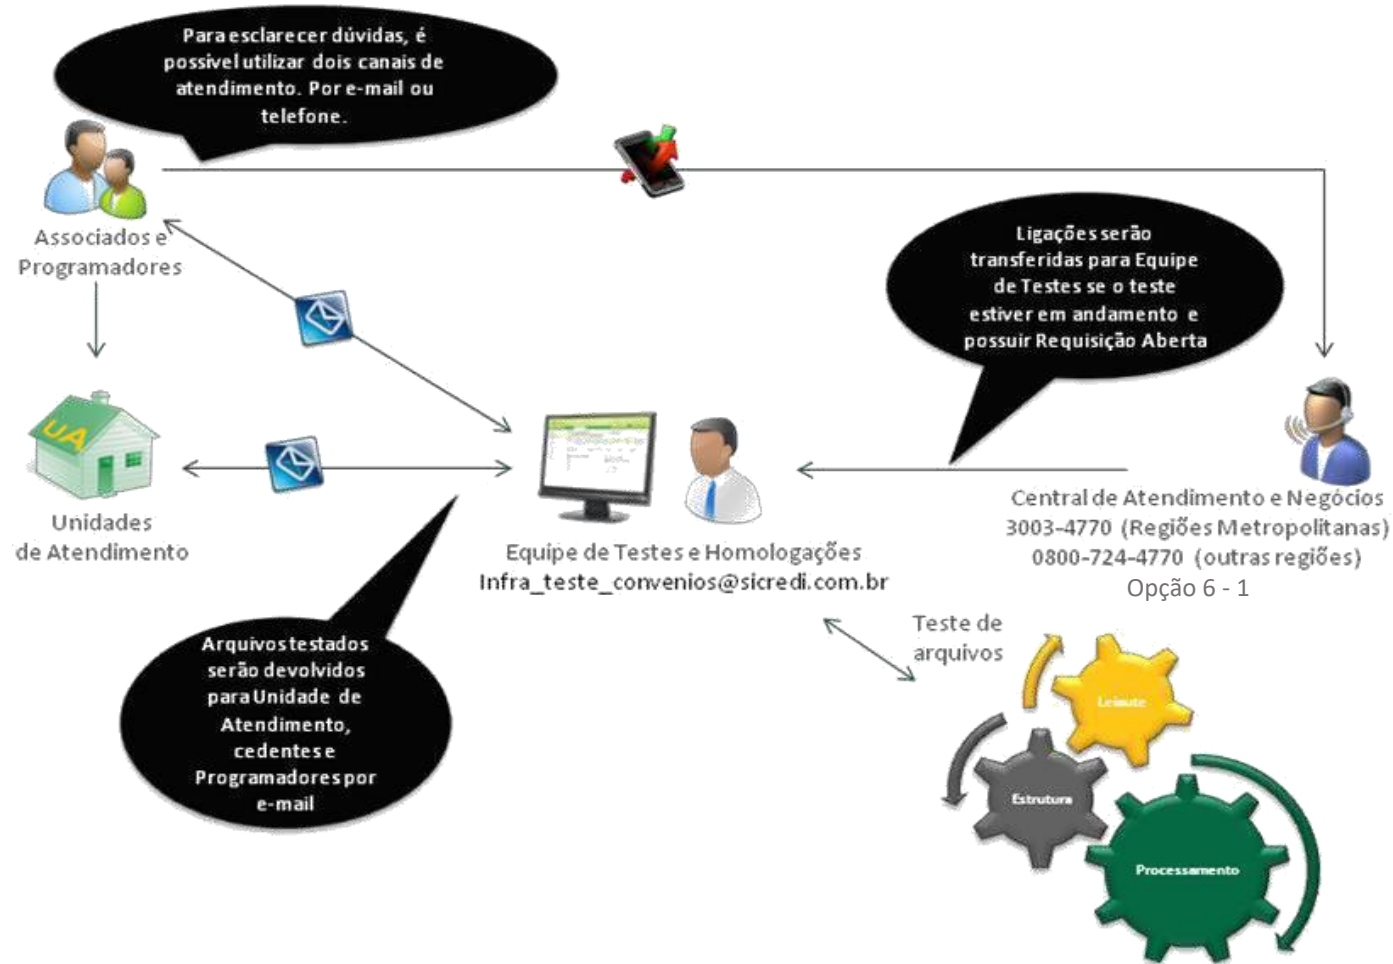 Para esclarecer dúvidas, é
possivel utilizar dois canais de
atendimento. Por e-mail ou
telefone.
Associados e
Programadores
Ligações serão
transferidas para Equipe
de Testes se o teste
estiver em andamento e
possuir Requisição Aberta
UA
Unidades
de Atendimento
Equipe de Testes e Homologações
Infra_teste_convenios@sicredi.com.br
Central de Atendimento e Negócios
3003-4770 (Regiões Metropolitanas)
0800-724-4770 (outras regiões)
Opção 6 - 1
Arquivos testados
serão devolvidos
para Unidade de
Atendimento,
cedentes e
Programadores por
e-mail
Teste de
arquivos
Leiaute
Estrutura
Processamento